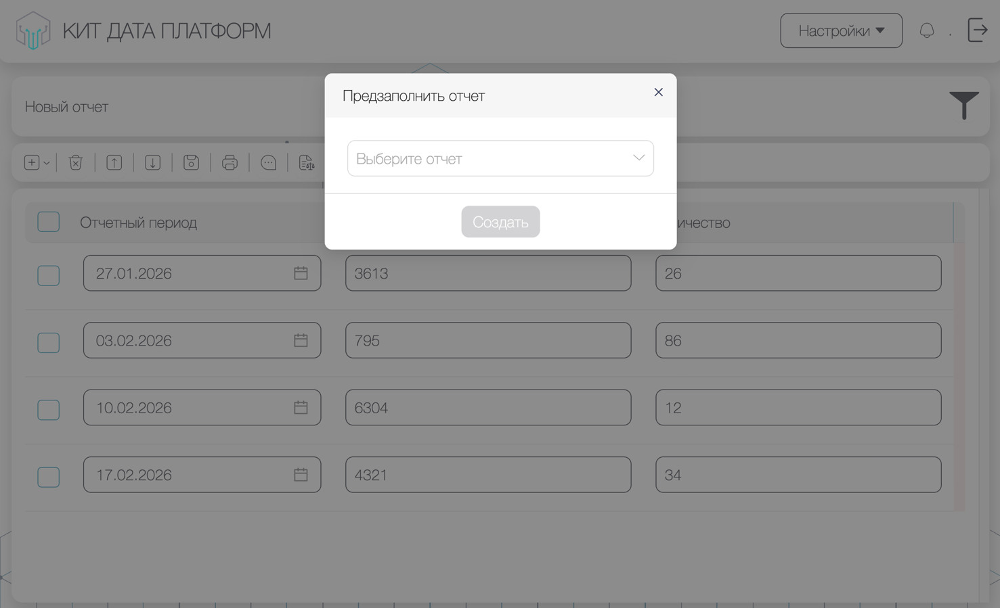 КИТ ДАТА ПЛАТФОРМ
Настройки
Предзаполнить отчет
Новый отчет
Выберите отчет
Создать
Отчетный период
ичество
27.01.2026 3613 26
03.02.2026 795 86
10.02.2026 6304 12
17.02.2026 4321 34